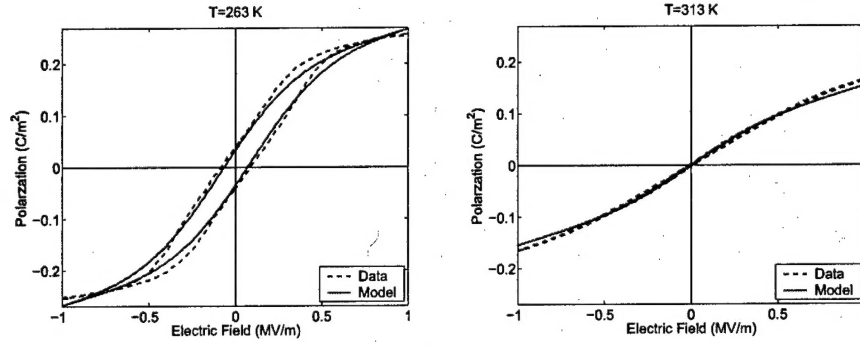 T=263 K
0.2
0.1
0
−0.1
−0.2
Polarzation (C/m²)
−1
−0.5
0
0.5
1
Electric Field (MV/m)
Data
Model
T=313 K
0.2
0.1
0
−0.1
−0.2
Polarzation (C/m²)
−1
−0.5
0
0.5
Electric Field (MV/m)
Data
Model